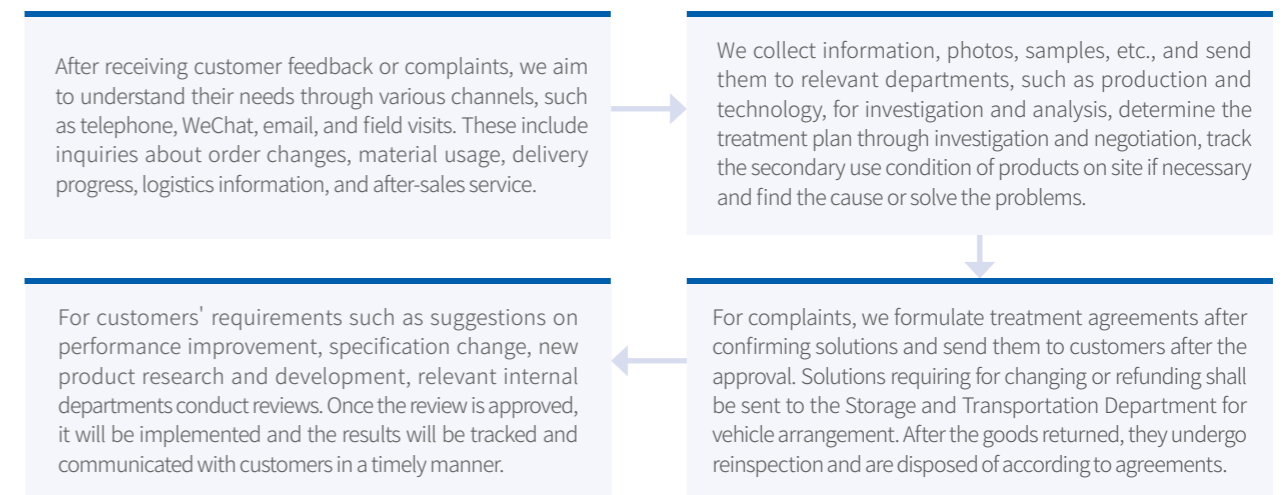 After receiving customer feedback or complaints, we aim
to understand their needs through various channels, such
as telephone, WeChat, email, and field visits. These include
inquiries about order changes, material usage, delivery
progress, logistics information, and after-sales service.
We collect information, photos, samples, etc., and send
them to relevant departments, such as production and
technology, for investigation and analysis, determine the
treatment plan through investigation and negotiation, track
the secondary use condition of products on site if necessary
and find the cause or solve the problems.
For complaints, we formulate treatment agreements after
confirming solutions and send them to customers after the
approval. Solutions requiring for changing or refunding shall
be sent to the Storage and Transportation Department for
vehicle arrangement. After the goods returned, they undergo
reinspection and are disposed of according to agreements.
For customers' requirements such as suggestions on
performance improvement, specification change, new
product research and development, relevant internal
departments conduct reviews. Once the review is approved,
it will be implemented and the results will be tracked and
communicated with customers in a timely manner.